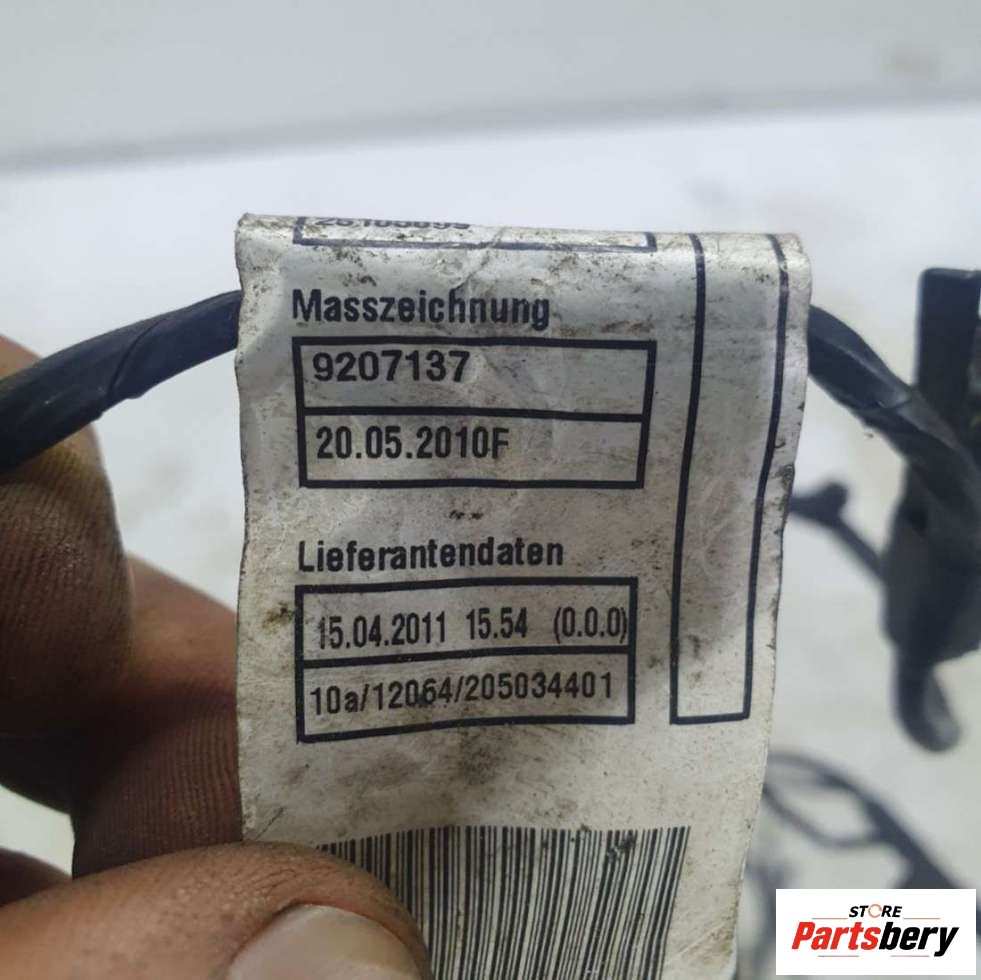 Masszeichnung
9207137
20.05.2010F
Lieferantendaten
15.04.2011 15.54 (0.0.0)
10a/12064/205034401
STORE
Partsbery